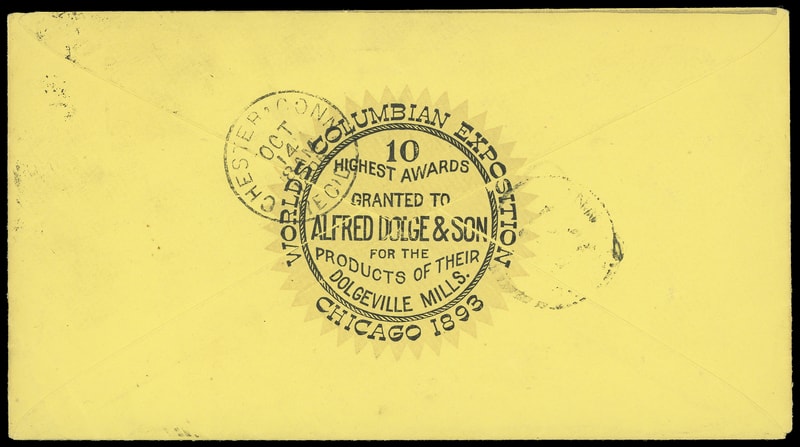 WORLD'S COLUMBIAN EXPOSITION
10
HIGHEST AWARDS
GRANTED TO
ALFRED DOLGE & SON
FOR THE
PRODUCTS OF THEIR
DOLGEVILLE MILLS.
CHICAGO 1893
CHESTER, CONN
OCT
14
REC'D